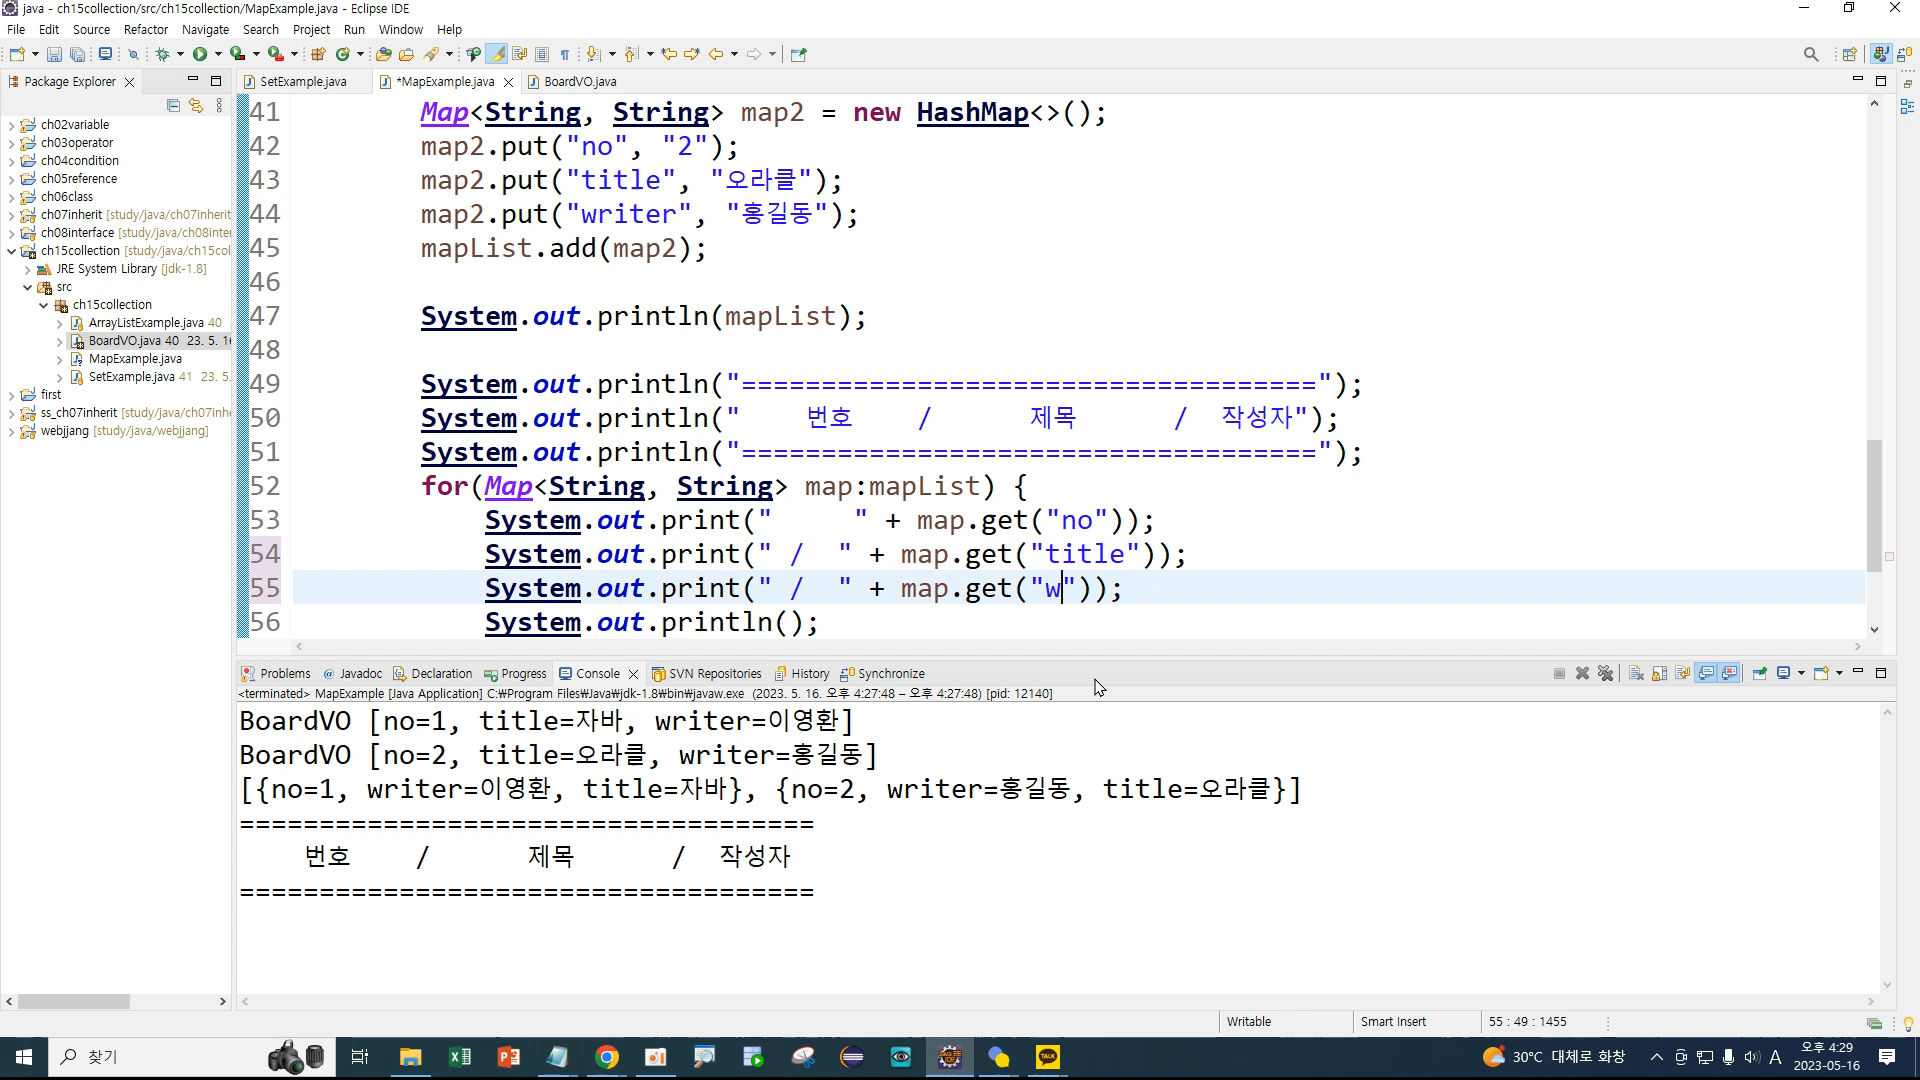 java - ch15collection/src/ch15collection/MapExample.java - Eclipse IDE
File Edit Source Refactor Navigate Search Project Run Window Help
Package Explorer
SetExample.java *MapExample.java BoardVO.java
ch02variable
ch03operator
ch04condition
ch05reference
ch06class
ch07inherit [study/java/ch07inherit
ch08interface [study/java/ch08inter
ch15collection [study/java/ch15col
JRE System Library [jdk-1.8]
src
ch15collection
ArrayListExample.java 40
BoardVO.java 40 23. 5. 16
MapExample.java
SetExample.java 41 23. 5.
first
ss_ch07inherit [study/java/ch07inhe
webjjang [study/java/webjjang]
41 Map<String, String> map2 = new HashMap<>();
42 map2.put("no", "2");
43 map2.put("title", "오라클");
44 map2.put("writer", "홍길동");
45 mapList.add(map2);
46
47 System.out.println(mapList);
48
49 System.out.println("====================================");
50 System.out.println("    번호    /      제목      /  작성자");
51 System.out.println("====================================");
52 for(Map<String, String> map:mapList) {
53 System.out.print("     " + map.get("no"));
54 System.out.print(" /  " + map.get("title"));
55 System.out.print(" /  " + map.get("w"));
56 System.out.println();
Problems Javadoc Declaration Progress Console SVN Repositories History Synchronize
<terminated> MapExample [Java Application] C:₩Program Files₩Java₩jdk-1.8₩bin₩javaw.exe (2023. 5. 16. 오후 4:27:48 – 오후 4:27:48) [pid: 12140]
BoardVO [no=1, title=자바, writer=이영환]
BoardVO [no=2, title=오라클, writer=홍길동]
[{no=1, writer=이영환, title=자바}, {no=2, writer=홍길동, title=오라클}]
====================================
번호    /      제목      /  작성자
====================================
Writable Smart Insert 55 : 49 : 1455
찾기
TALK
30°C 대체로 화창
A
오후 4:29
2023-05-16